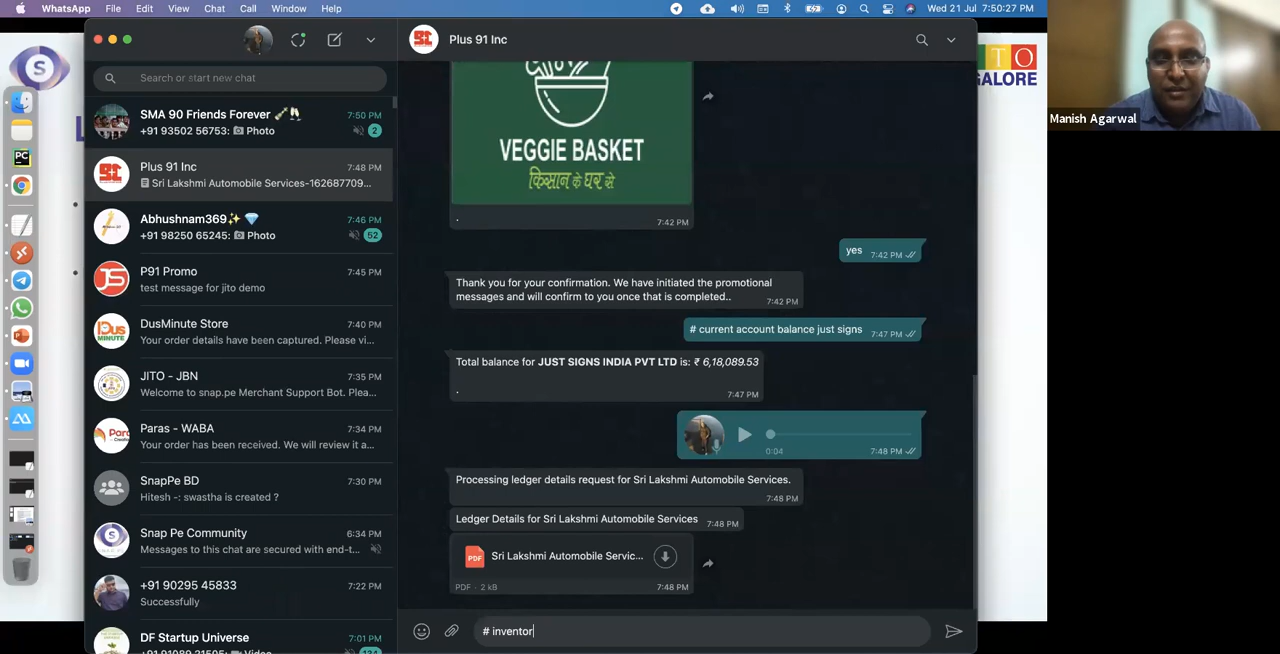 WhatsApp File Edit View Chat Call Window Help
Wed 21 Jul 7:50:27 PM
S
TO
GALORE
PC
Search or start new chat
SMA 90 Friends Forever 7:50 PM
+91 93502 56753: Photo 2
Plus 91 Inc 7:48 PM
Sri Lakshmi Automobile Services-162687709...
Abhushnam369✨💎 7:46 PM
+91 98250 65245: Photo 52
P91 Promo 7:45 PM
test message for jito demo
DusMinute Store 7:40 PM
Your order details have been captured. Please vi...
JITO - JBN 7:35 PM
Welcome to snap.pe Merchant Support Bot. Plea...
Paras - WABA 7:34 PM
Your order has been received. We will review it a...
SnapPe BD 7:30 PM
Hitesh -: swastha is created ?
Snap Pe Community 6:34 PM
Messages to this chat are secured with end-t...
+91 90295 45833 7:22 PM
Successfully
DF Startup Universe 7:01 PM
Plus 91 Inc
VEGGIE BASKET
किसान के घर से
. 7:42 PM
yes 7:42 PM
Thank you for your confirmation. We have initiated the promotional
messages and will confirm to you once that is completed.. 7:42 PM
# current account balance just signs 7:47 PM
Total balance for JUST SIGNS INDIA PVT LTD is: ₹ 6,18,089.53
.
7:47 PM
0:04 7:48 PM
Processing ledger details request for Sri Lakshmi Automobile Services.
7:48 PM
Ledger Details for Sri Lakshmi Automobile Services 7:48 PM
PDF Sri Lakshmi Automobile Servic...
PDF · 2 kB 7:48 PM
# inventor
Manish Agarwal